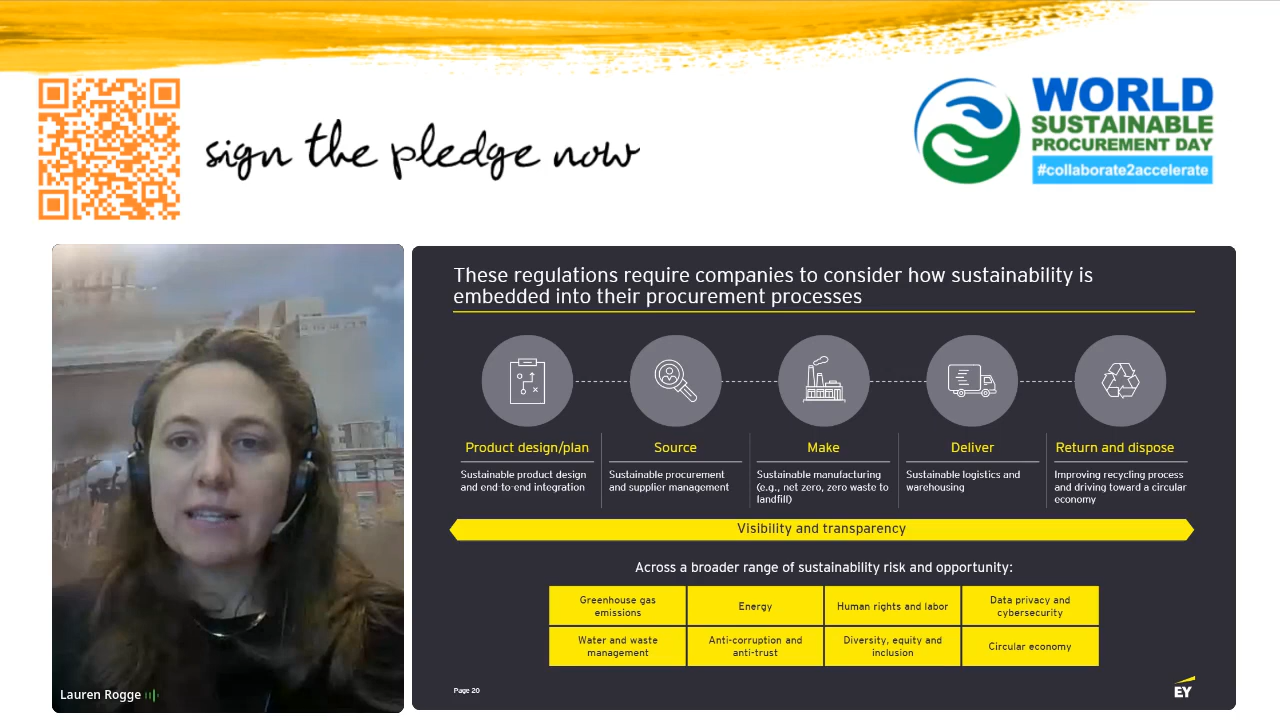 sign the pledge now
WORLD
SUSTAINABLE
PROCUREMENT DAY
#collaborate2accelerate
Lauren Rogge
These regulations require companies to consider how sustainability is
embedded into their procurement processes
Product design/plan
Sustainable product design
and end-to-end integration
Source
Sustainable procurement
and supplier management
Make
Sustainable manufacturing
(e.g., net zero, zero waste to
landfill)
Deliver
Sustainable logistics and
warehousing
Return and dispose
Improving recycling process
and driving toward a circular
economy
Visibility and transparency
Across a broader range of sustainability risk and opportunity:
Greenhouse gas
emissions
Energy
Human rights and labor
Data privacy and
cybersecurity
Water and waste
management
Anti-corruption and
anti-trust
Diversity, equity and
inclusion
Circular economy
Page 20
EY